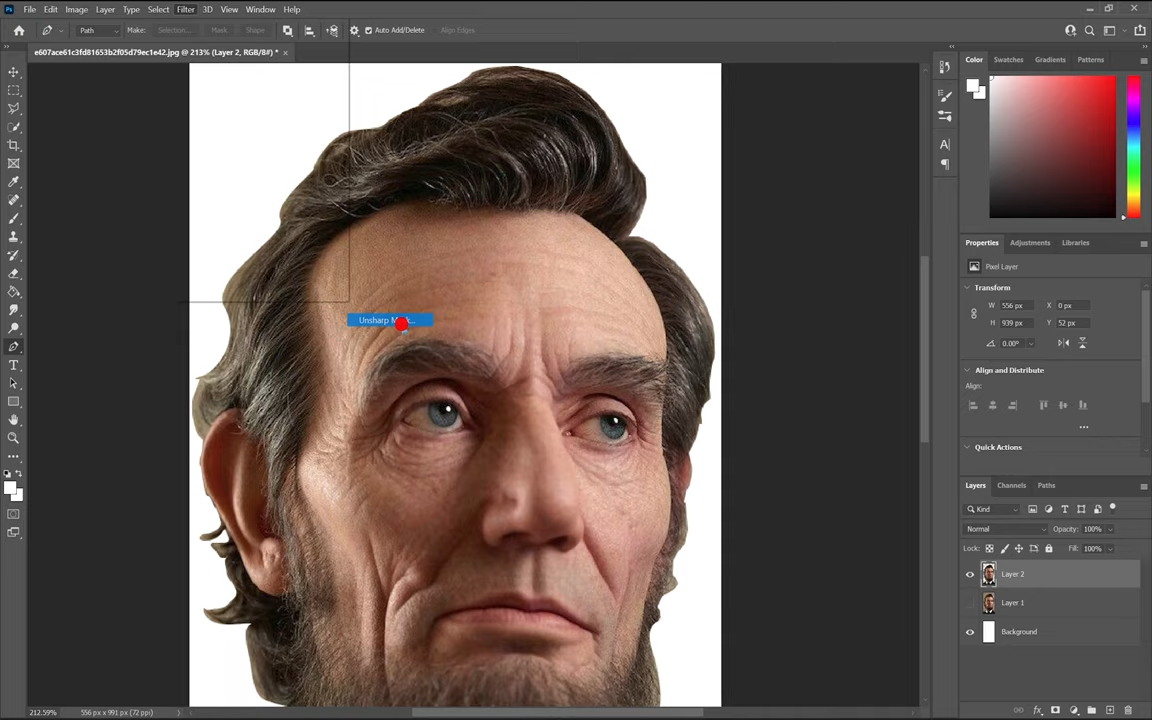 Ps File Edit Image Layer Type Select Filter 3D View Window Help
Path Make: Selection... Mask Shape Auto Add/Delete Align Edges
e607ace61c3fd81653b2f05d79ec1e42.jpg @ 213% (Layer 2, RGB/8#) * ×
Color Swatches Gradients Patterns
Properties Adjustments Libraries
Pixel Layer
Transform
W 556 px X 0 px
H 939 px Y 52 px
0.00°
Unsharp
Align and Distribute
Align:
Quick Actions
Layers Channels Paths
Kind
Normal Opacity: 100%
Lock: Fill: 100%
Layer 2
Layer 1
Background
212.59% 556 px x 991 px (72 ppi)